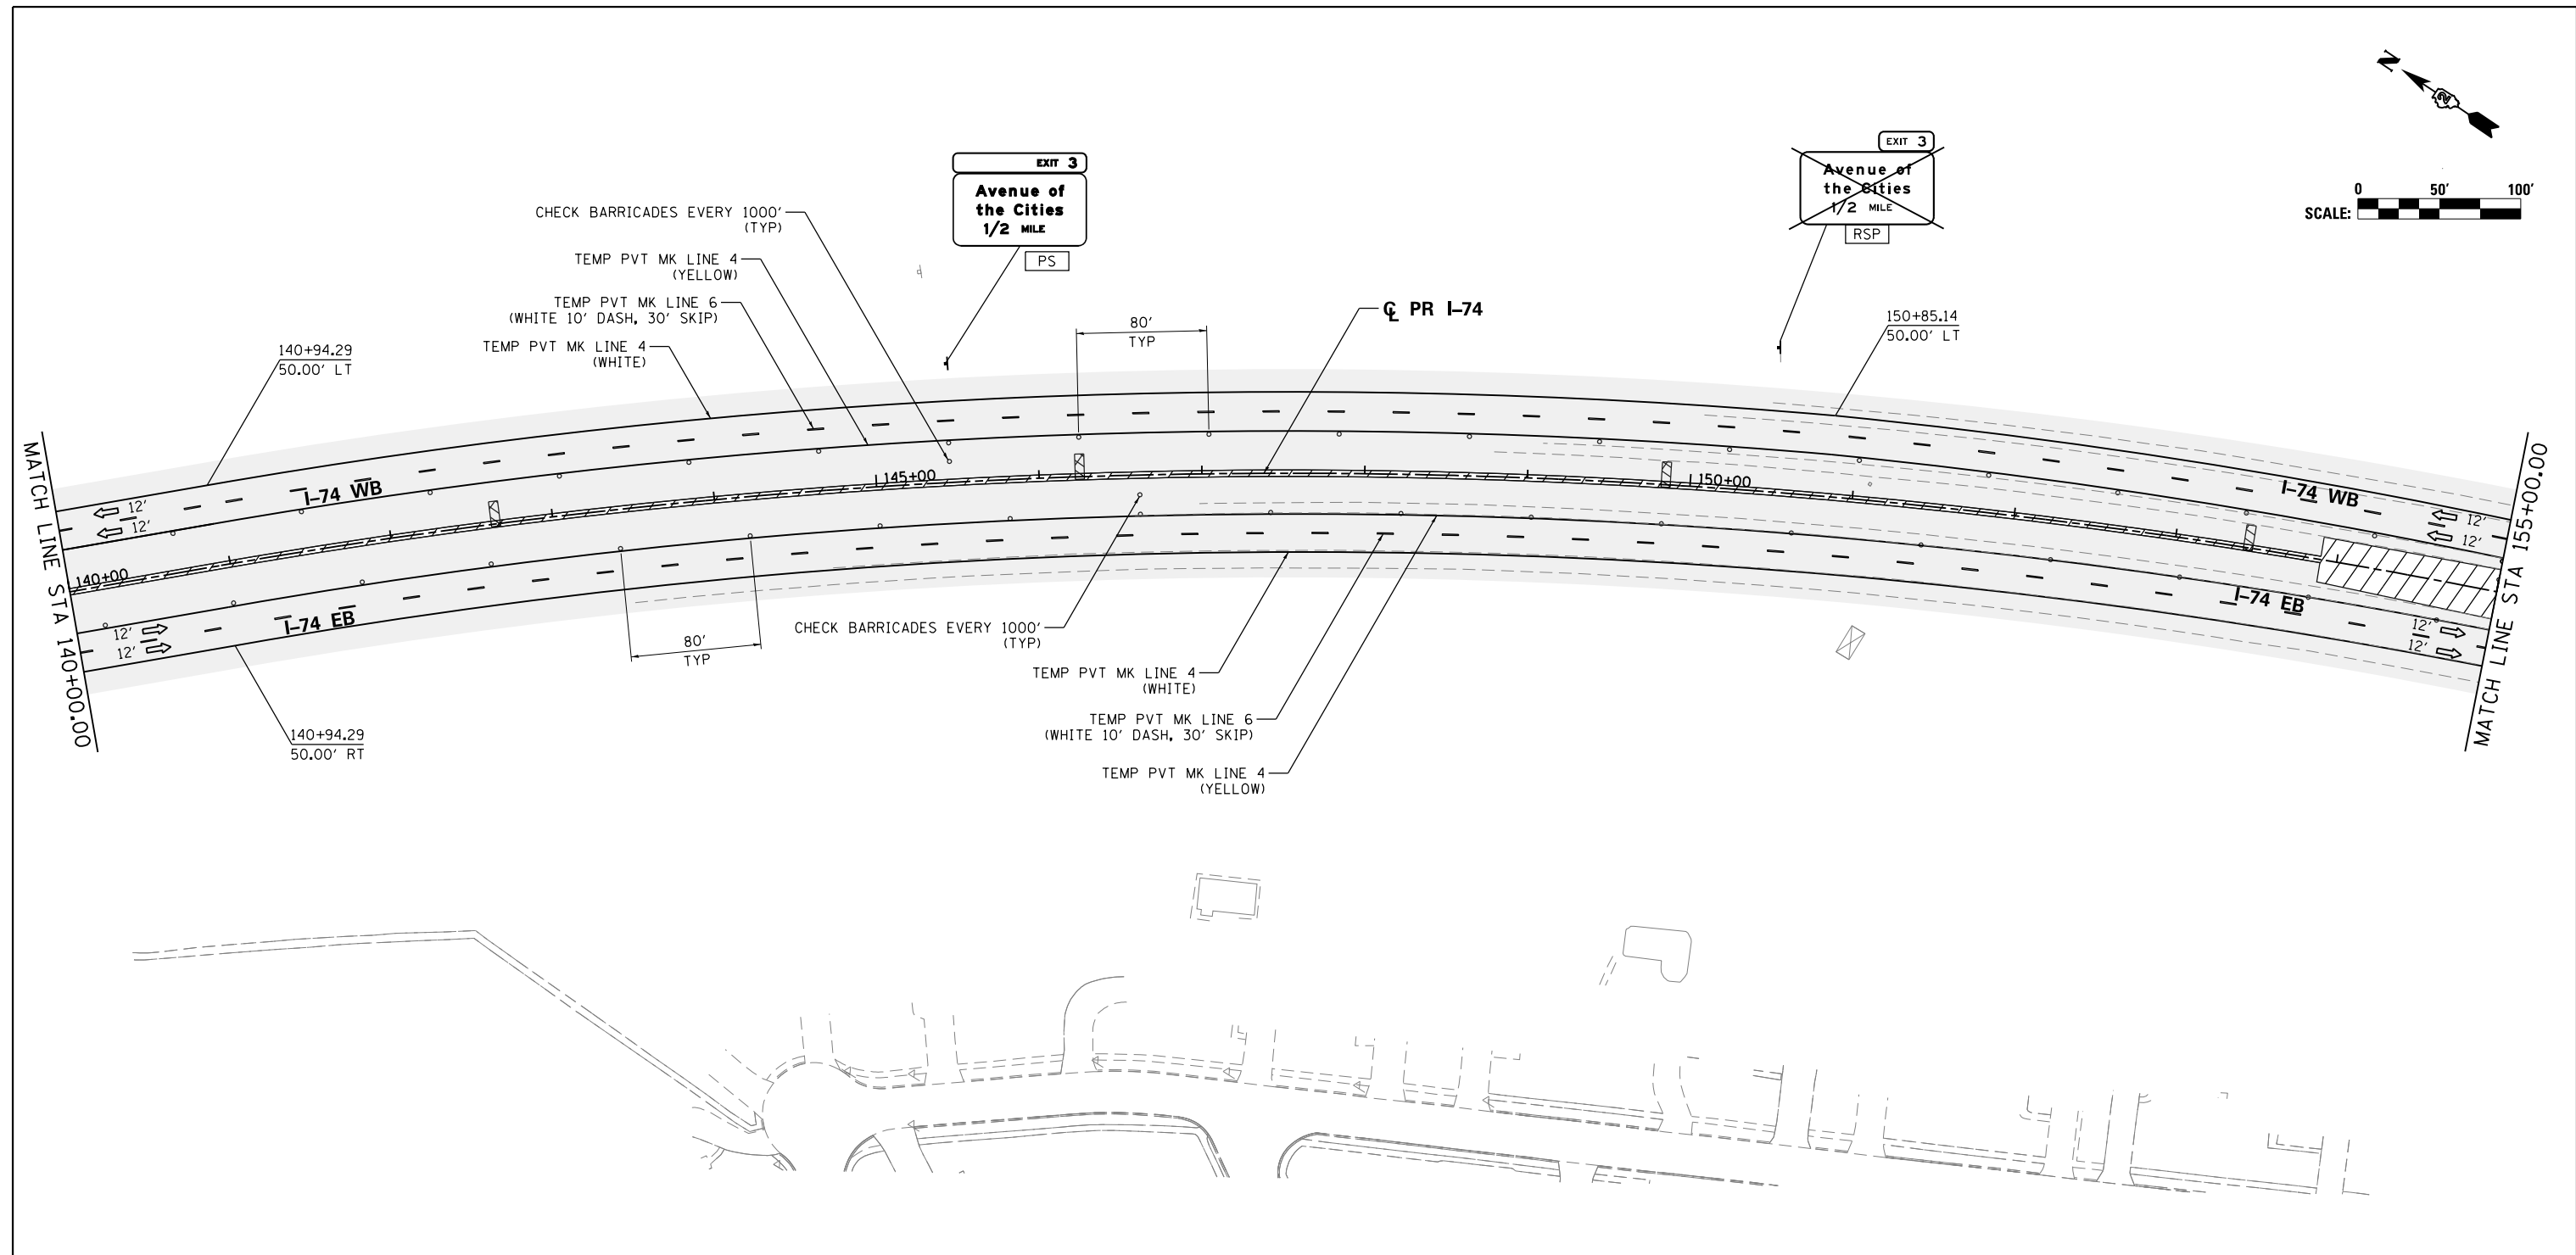 N
2
0 50' 100'
SCALE:
EXIT 3
Avenue of
the Cities
1/2 MILE
PS
EXIT 3
Avenue of
the Cities
1/2 MILE
RSP
CHECK BARRICADES EVERY 1000'
(TYP)
TEMP PVT MK LINE 4
(YELLOW)
TEMP PVT MK LINE 6
(WHITE 10' DASH, 30' SKIP)
TEMP PVT MK LINE 4
(WHITE)
140+94.29
50.00' LT
80'
TYP
℄ PR I-74
150+85.14
50.00' LT
MATCH LINE STA 140+00.00
12'
12'
I-74 WB
140+00
145+00
150+00
I-74 WB
12'
12'
MATCH LINE STA 155+00.00
12'
12'
I-74 EB
I-74 EB
12'
12'
80'
TYP
140+94.29
50.00' RT
CHECK BARRICADES EVERY 1000'
(TYP)
TEMP PVT MK LINE 4
(WHITE)
TEMP PVT MK LINE 6
(WHITE 10' DASH, 30' SKIP)
TEMP PVT MK LINE 4
(YELLOW)